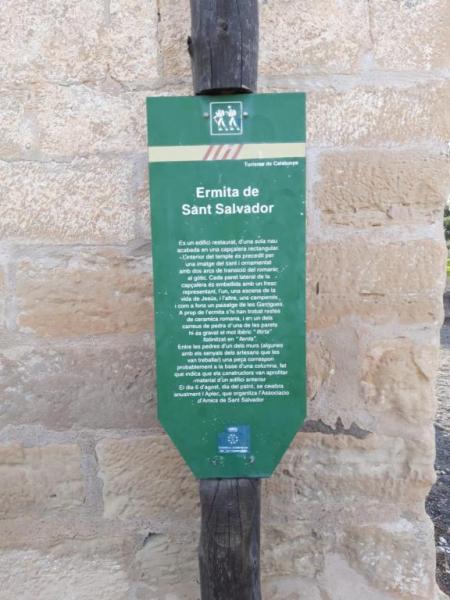 Turisme de Catalunya
Ermita de
Sant Salvador
És un edifici restaurat, d'una sola nau
acabada en una capçalera rectangular.
L'interior del temple és precedit per
una imatge del sant i ornamentat
amb dos arcs de transició del romànic
al gòtic. Cada paret lateral de la
capçalera és embellida amb un fresc
representant, l'un, una escena de la
vida de Jesús, i l'altre, uns camperols
i com a fons un paisatge de les Garrigues.
A prop de l'ermita s'hi han trobat restes
de ceràmica romana, i en un dels
carreus de pedra d'una de les parets
hi és gravat el mot ibèric
llatinitzat en
Entre les pedres d'un dels murs (algunes
amb els senyals dels artesans que les
van treballar) una peça correspon
probablement a la base d'una columna, fet
que indica que els constructors van aprofitar
material d'un edifici anterior
El dia 6 d'agost, dia del patró, se celebra
anualment l'Aplec, que organitza l'Associació
d'Amics de Sant Salvador